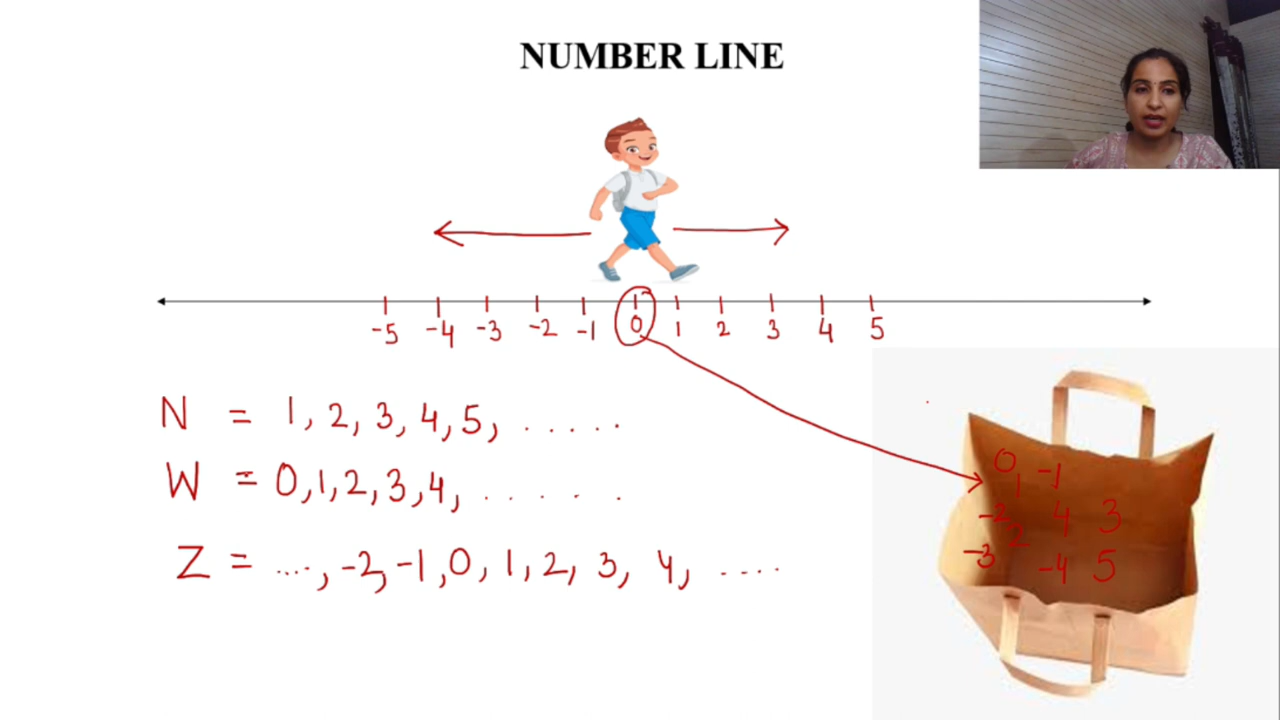 NUMBER LINE
-5 -4 -3 -2 -1 0 1 2 3 4 5
N = 1, 2, 3, 4, 5, .....
W = 0, 1, 2, 3, 4, .....
Z = ...., -2, -1, 0, 1, 2, 3, 4, ....
0, -1
1
-2 4 3
2
-3 -4 5